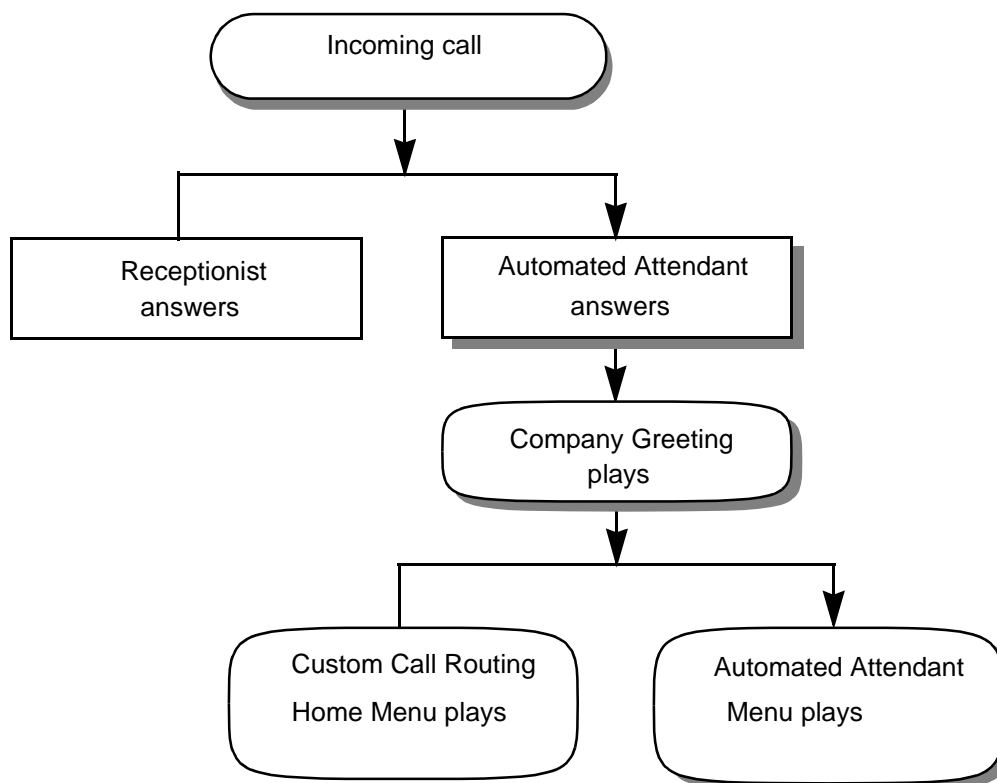 Incoming call
Receptionist
answers
Automated Attendant
answers
Company Greeting
plays
Custom Call Routing
Home Menu plays
Automated Attendant
Menu plays